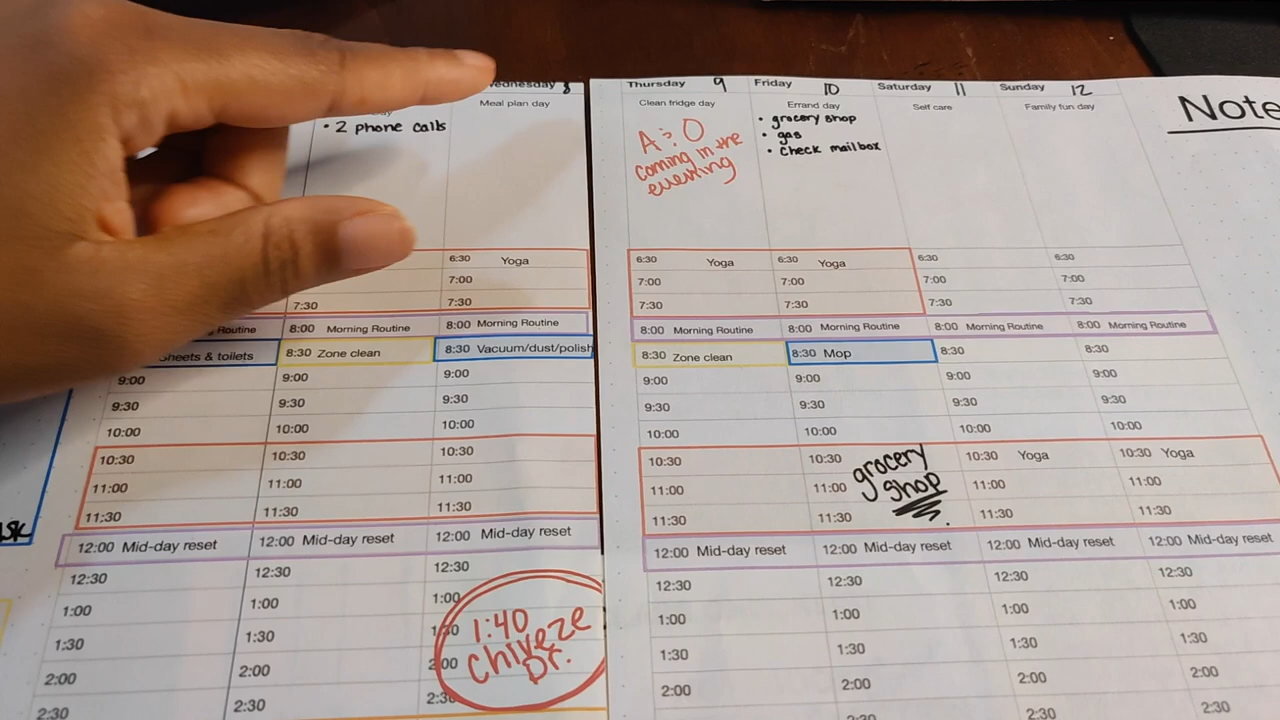 Wednesday 8
Meal plan day
• 2 phone calls
6:30 Yoga
7:00
7:30
7:30
Routine
8:00 Morning Routine
8:00 Morning Routine
Sheets & toilets
8:30 Zone clean
8:30 Vacuum/dust/polish
9:00
9:00
9:00
9:30
9:30
9:30
10:00
10:00
10:00
10:30
10:30
10:30
11:00
11:00
11:00
11:30
11:30
11:30
12:00 Mid-day reset
12:00 Mid-day reset
12:00 Mid-day reset
12:30
12:30
12:30
1:00
1:00
1:00
1:30
1:30
1:30
2:00
2:00
2:00
2:30
2:30
2:30
1:40
Chiveze
Dr.
Thursday 9
Friday 10
Saturday 11
Sunday 12
Note
Clean fridge day
Errand day
Self care
Family fun day
A & O
coming in the
evening
• grocery shop
• gas
• check mailbox
6:30 Yoga
6:30 Yoga
6:30
6:30
7:00
7:00
7:00
7:00
7:30
7:30
7:30
7:30
8:00 Morning Routine
8:00 Morning Routine
8:00 Morning Routine
8:00 Morning Routine
8:30 Zone clean
8:30 Mop
8:30
8:30
9:00
9:00
9:00
9:00
9:30
9:30
9:30
9:30
10:00
10:00
10:00
10:00
10:30
10:30
10:30 Yoga
10:30 Yoga
grocery
shop
11:00
11:00
11:00
11:00
11:30
11:30
11:30
11:30
12:00 Mid-day reset
12:00 Mid-day reset
12:00 Mid-day reset
12:00 Mid-day reset
12:30
12:30
12:30
12:30
1:00
1:00
1:00
1:00
1:30
1:30
1:30
1:30
2:00
2:00
2:00
2:00
2:30
2:30
2:30